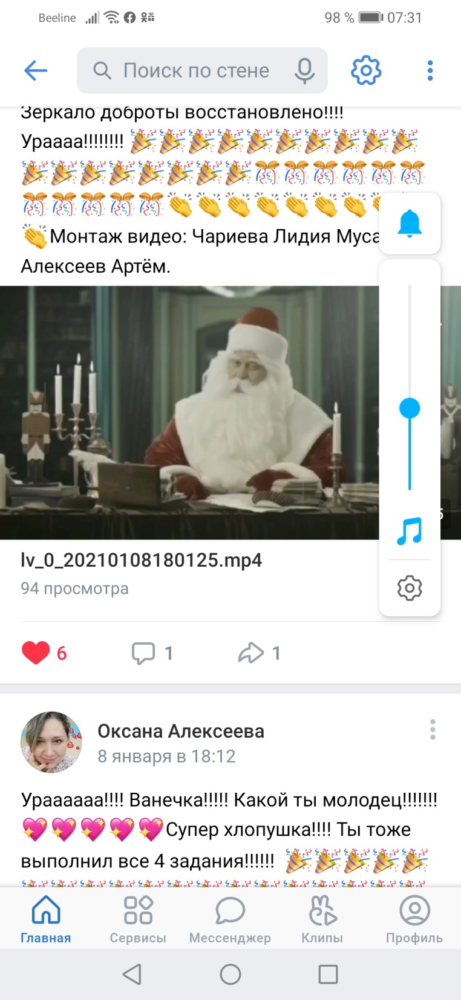 Beeline 98 % 07:31
Поиск по стене
Зеркало доброты восстановлено!!!!
Ураааа!!!!!!!! 🎉🎉🎉🎉🎉🎉🎉🎉🎉🎉
🎉🎉🎉🎉🎉🎉🎉🎉🎊🎊🎊🎊🎊🎊
🎊🎊🎊🎊🎊👏👏👏👏👏👏👏👏
👏Монтаж видео: Чариева Лидия Муса
Алексеев Артём.
lv_0_20210108180125.mp4
94 просмотра
6 1 1
Оксана Алексеева
8 января в 18:12
Ураааааа!!!! Ванечка!!!!! Какой ты молодец!!!!!!!
💖💖💖💖💖Супер хлопушка!!!! Ты тоже
выполнил все 4 задания!!!!!! 🎉🎉🎉🎉🎉
Главная Сервисы Мессенджер Клипы Профиль